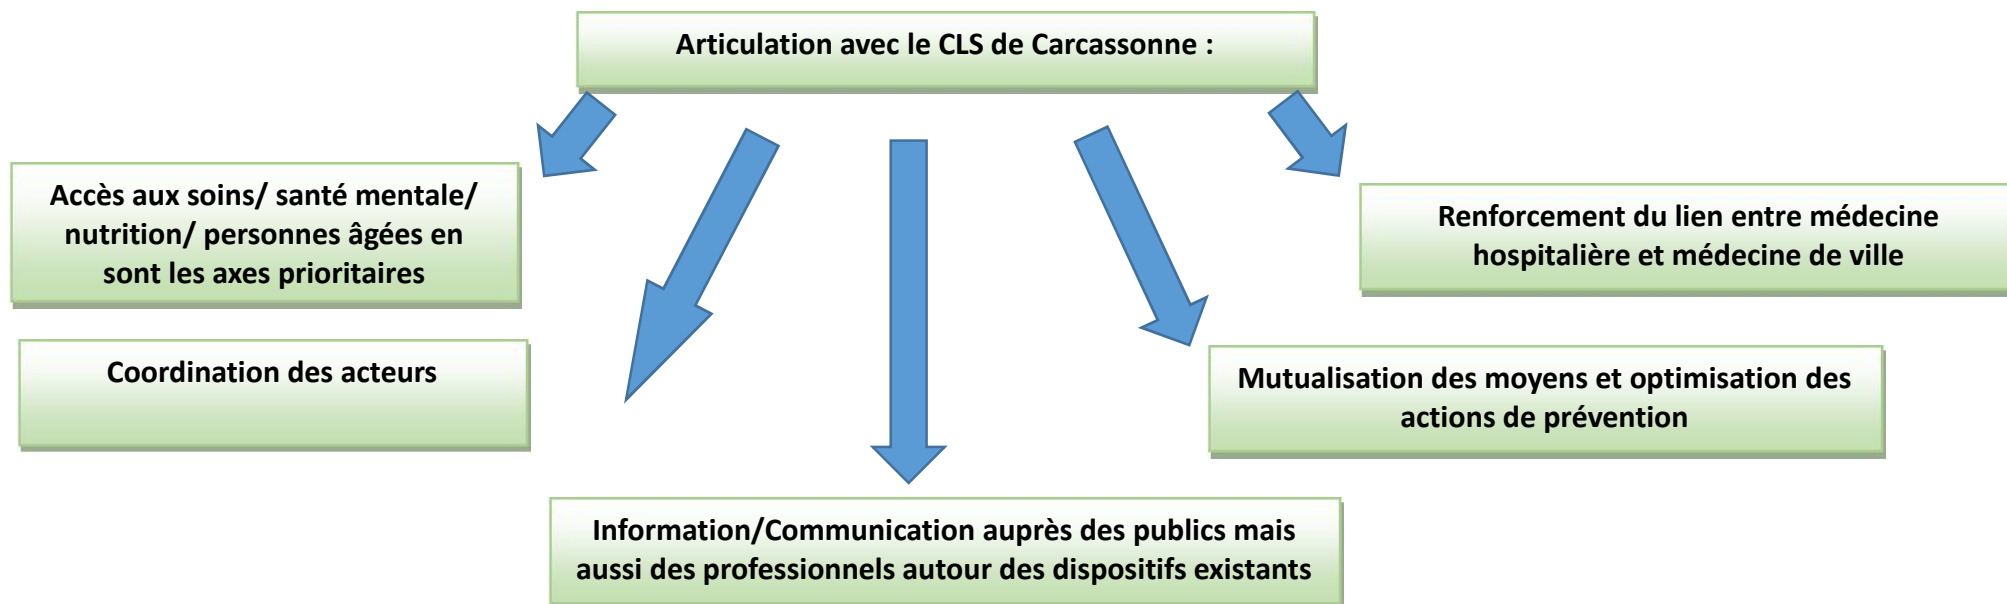 Articulation avec le CLS de Carcassonne :
Accès aux soins/ santé mentale/
nutrition/ personnes âgées en
sont les axes prioritaires
Renforcement du lien entre médecine
hospitalière et médecine de ville
Coordination des acteurs
Mutualisation des moyens et optimisation des
actions de prévention
Information/Communication auprès des publics mais
aussi des professionnels autour des dispositifs existants